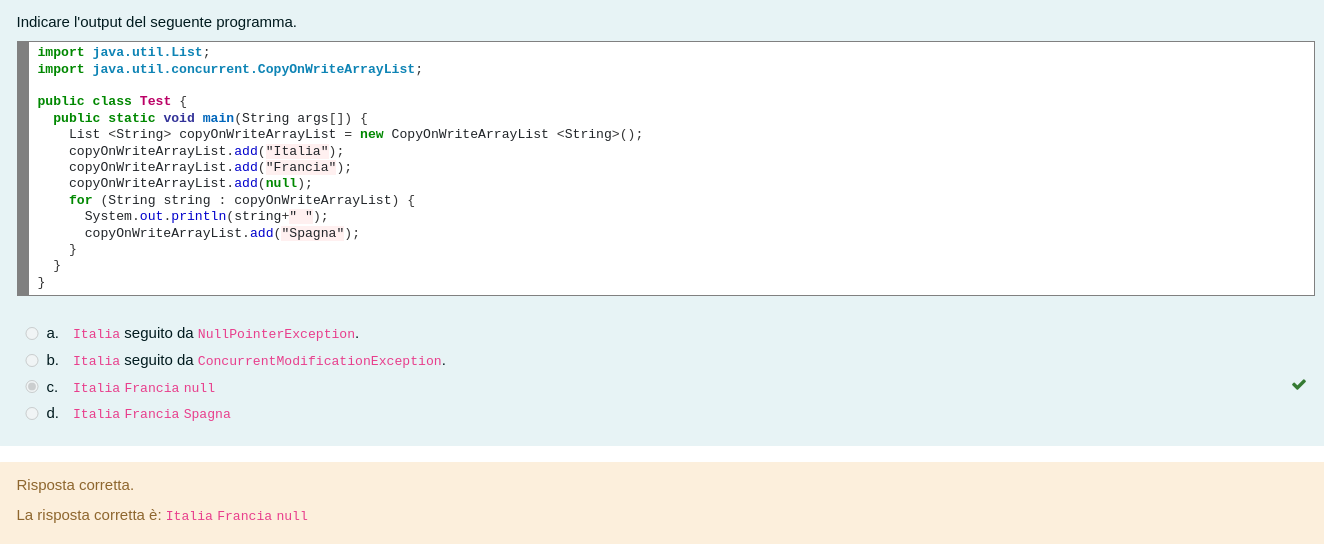 Indicare l'output del seguente programma.
import java.util.List;
import java.util.concurrent.CopyOnWriteArrayList;
public class Test {
public static void main(String args[]) {
List <String> copyOnWriteArrayList = new CopyOnWriteArrayList <String>();
copyOnWriteArrayList.add("Italia");
copyOnWriteArrayList.add("Francia");
copyOnWriteArrayList.add(null);
for (String string : copyOnWriteArrayList) {
System.out.println(string+" ");
copyOnWriteArrayList.add("Spagna");
}
}
}
a. Italia seguito da NullPointerException.
b. Italia seguito da ConcurrentModificationException.
c. Italia Francia null
d. Italia Francia Spagna
Risposta corretta.
La risposta corretta è: Italia Francia null